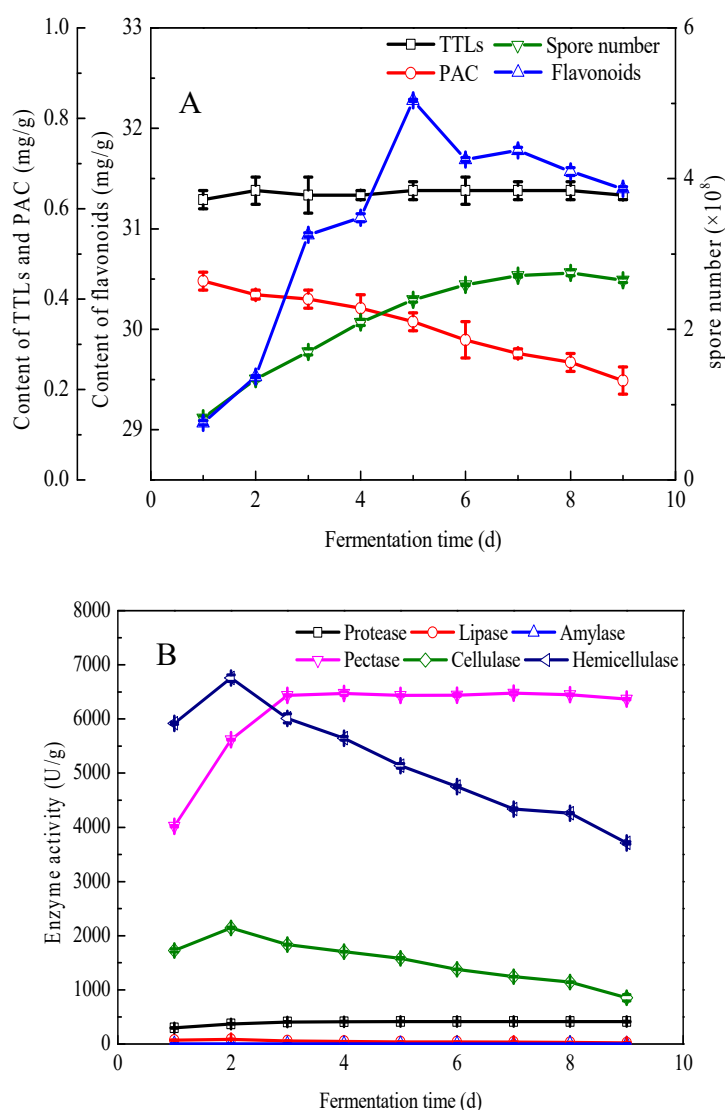 A
TTLs
Spore number
PAC
Flavonoids
Content of TTLs and PAC (mg/g)
1.0
0.8
0.6
0.4
0.2
0.0
Content of flavonoids (mg/g)
33
32
31
30
29
spore number (×10⁸)
6
4
2
0
0 2 4 6 8 10
Fermentation time (d)
B
Protease Lipase Amylase
Pectase Cellulase Hemicellulase
Enzyme activity (U/g)
8000
7000
6000
5000
4000
3000
2000
1000
0
0 2 4 6 8 10
Fermentation time (d)